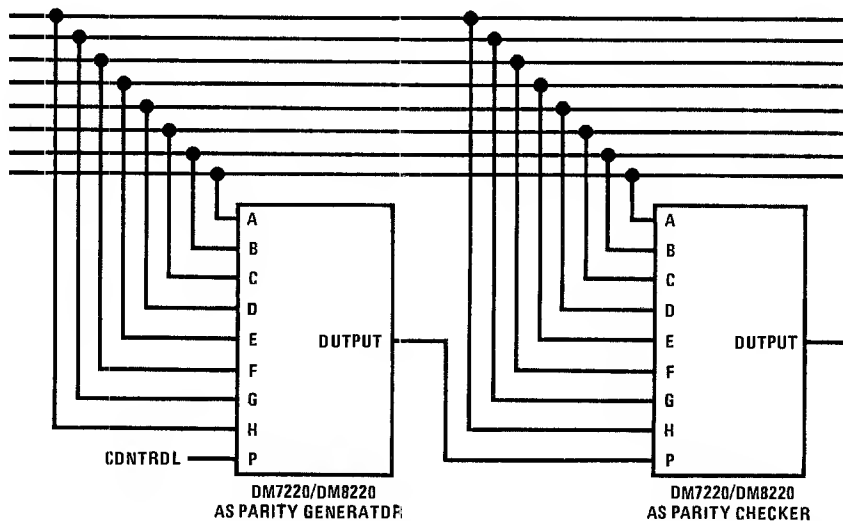 A
B
C
D
E
F
G
H
P
DUTPUT
CDNTRDL
DM7220/DM8220
AS PARITY GENERATDR
A
B
C
D
E
F
G
H
P
DUTPUT
DM7220/DM8220
AS PARITY CHECKER